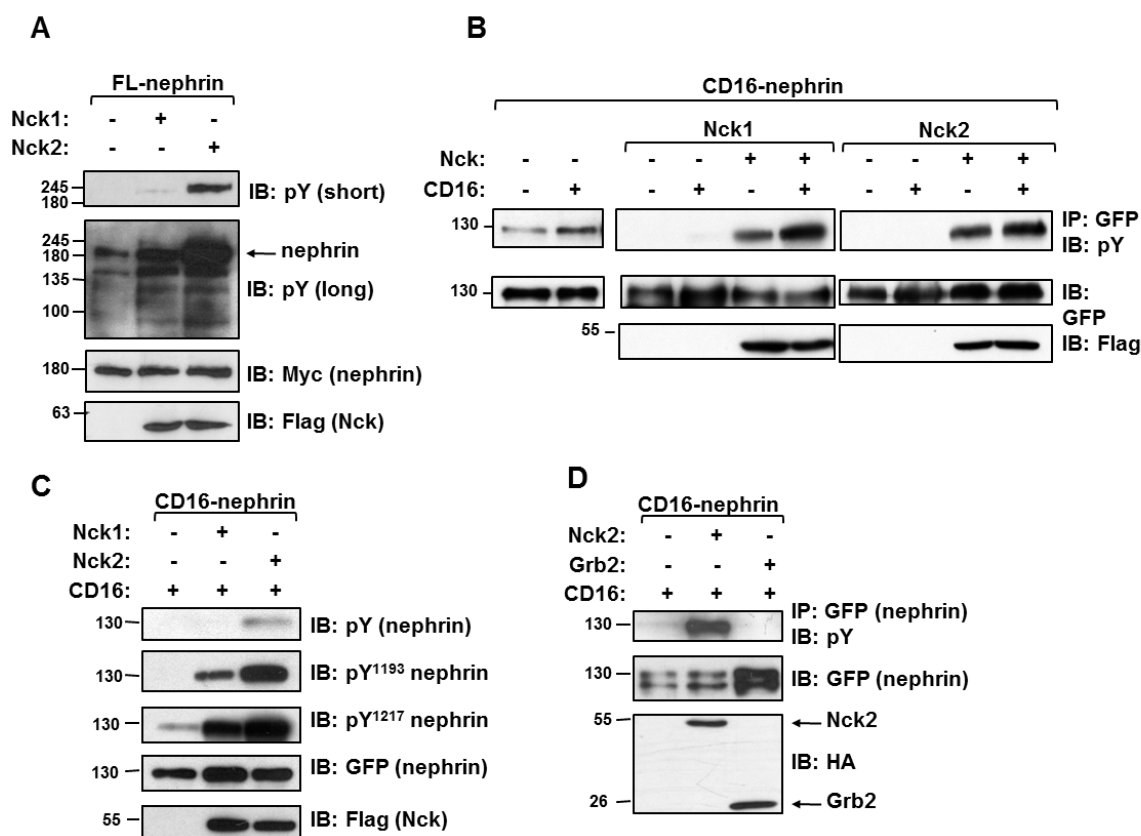 A
FL-nephrin
Nck1: - + -
Nck2: - - +
245
180
IB: pY (short)
245
180
135
100
nephrin
IB: pY (long)
180
IB: Myc (nephrin)
63
IB: Flag (Nck)
B
CD16-nephrin
Nck1
Nck2
Nck: - - - - + + - - + +
CD16: - + - + - + - + - +
130
IP: GFP
IB: pY
130
IB:
GFP
55
IB: Flag
C
CD16-nephrin
Nck1: - + -
Nck2: - - +
CD16: + + +
130
IB: pY (nephrin)
130
IB: pY¹¹⁹³ nephrin
130
IB: pY¹²¹⁷ nephrin
130
IB: GFP (nephrin)
55
IB: Flag (Nck)
D
CD16-nephrin
Nck2: - + -
Grb2: - - +
CD16: + + +
130
IP: GFP (nephrin)
IB: pY
130
IB: GFP (nephrin)
55
Nck2
IB: HA
26
Grb2